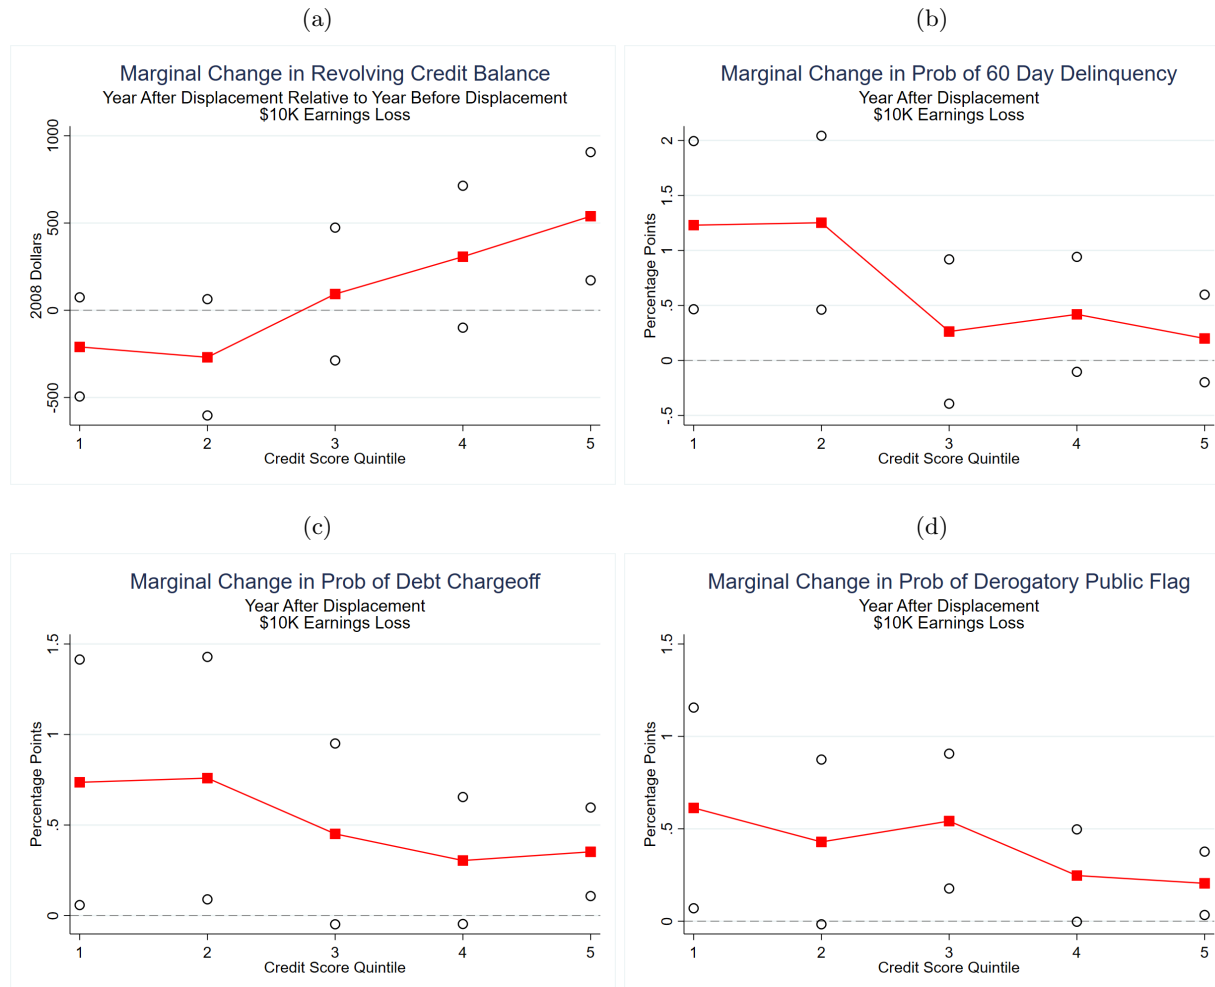 (a)
Marginal Change in Revolving Credit Balance
Year After Displacement Relative to Year Before Displacement
$10K Earnings Loss
2008 Dollars
1000
500
0
-500
1 2 3 4 5
Credit Score Quintile
(b)
Marginal Change in Prob of 60 Day Delinquency
Year After Displacement
$10K Earnings Loss
Percentage Points
2
1.5
1
.5
0
-.5
1 2 3 4 5
Credit Score Quintile
(c)
Marginal Change in Prob of Debt Chargeoff
Year After Displacement
$10K Earnings Loss
Percentage Points
1.5
1
.5
0
1 2 3 4 5
Credit Score Quintile
(d)
Marginal Change in Prob of Derogatory Public Flag
Year After Displacement
$10K Earnings Loss
Percentage Points
1.5
1
.5
0
1 2 3 4 5
Credit Score Quintile